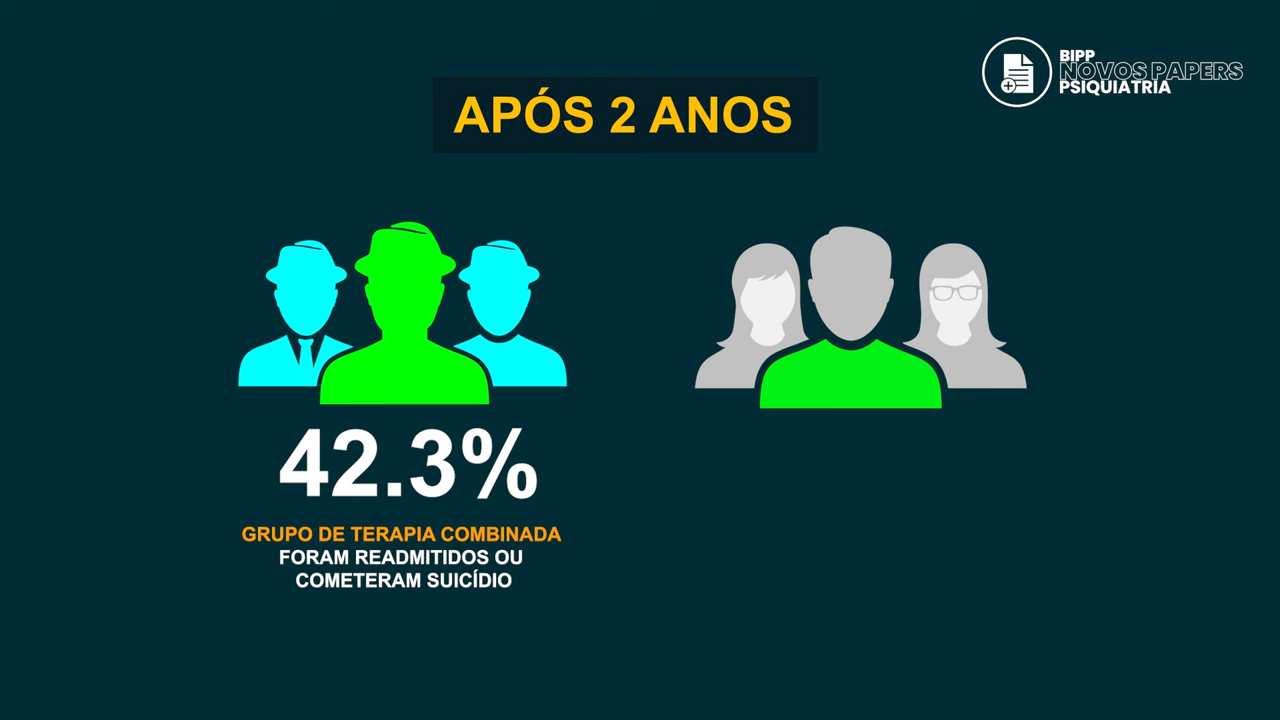 BIPP
NOVOS PAPERS
PSIQUIATRIA
APÓS 2 ANOS
42.3%
GRUPO DE TERAPIA COMBINADA
FORAM READMITIDOS OU
COMETERAM SUICÍDIO